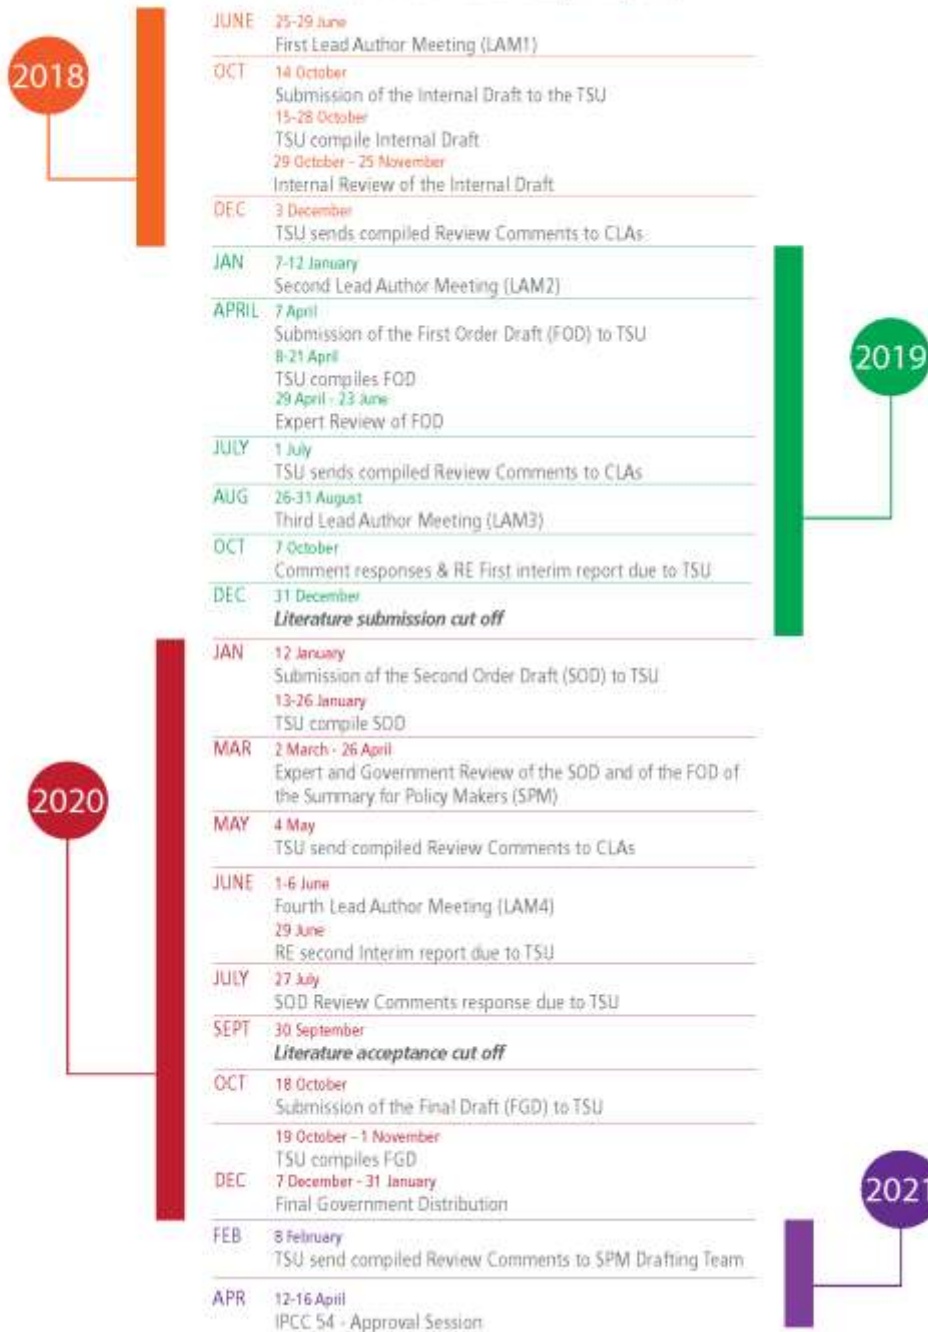 2018
JUNE 25-29 June
First Lead Author Meeting (LAM1)
OCT 14 October
Submission of the Internal Draft to the TSU
15-28 October
TSU compile Internal Draft
29 October - 25 November
Internal Review of the Internal Draft
DEC 3 December
TSU sends compiled Review Comments to CLAs
2019
JAN 7-12 January
Second Lead Author Meeting (LAM2)
APRIL 7 April
Submission of the First Order Draft (FOD) to TSU
8-21 April
TSU compiles FOD
29 April - 23 June
Expert Review of FOD
JULY 1 July
TSU sends compiled Review Comments to CLAs
AUG 26-31 August
Third Lead Author Meeting (LAM3)
OCT 7 October
Comment responses & RE First interim report due to TSU
DEC 31 December
Literature submission cut off
2020
JAN 12 January
Submission of the Second Order Draft (SOD) to TSU
13-26 January
TSU compile SOD
MAR 2 March - 26 April
Expert and Government Review of the SOD and of the FOD of
the Summary for Policy Makers (SPM)
MAY 4 May
TSU send compiled Review Comments to CLAs
JUNE 1-6 June
Fourth Lead Author Meeting (LAM4)
29 June
RE second Interim report due to TSU
JULY 27 July
SOD Review Comments response due to TSU
SEPT 30 September
Literature acceptance cut off
OCT 18 October
Submission of the Final Draft (FGD) to TSU
19 October - 1 November
TSU compiles FGD
DEC 7 December - 31 January
Final Government Distribution
2021
FEB 8 February
TSU send compiled Review Comments to SPM Drafting Team
APR 12-16 April
IPCC 54 - Approval Session